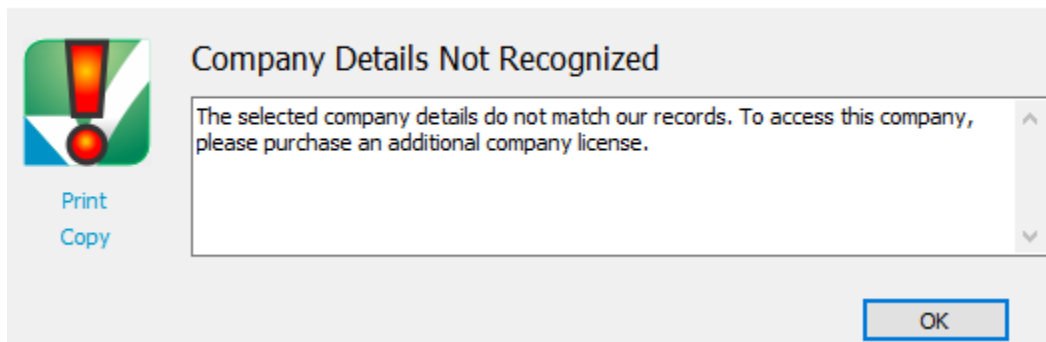 Company Details Not Recognized
The selected company details do not match our records. To access this company,
please purchase an additional company license.
Print
Copy
OK